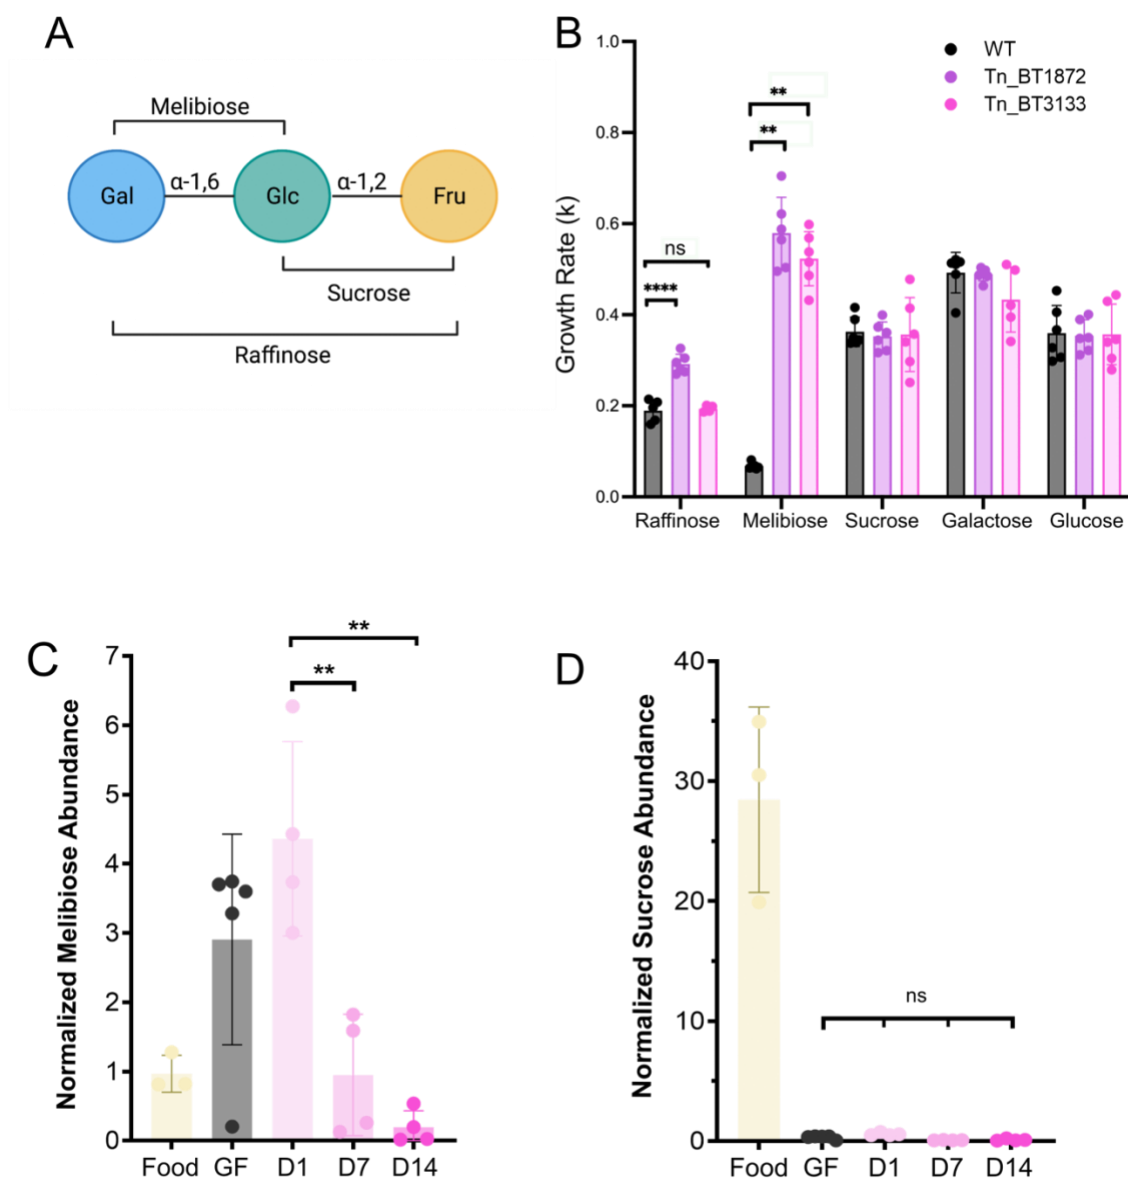 A
Melibiose
Gal
α-1,6
Glc
α-1,2
Fru
Sucrose
Raffinose
B
Growth Rate (k)
1.0
0.8
0.6
0.4
0.2
0.0
WT
Tn_BT1872
Tn_BT3133
ns
****
**
**
Raffinose
Melibiose
Sucrose
Galactose
Glucose
C
Normalized Melibiose Abundance
7
6
5
4
3
2
1
0
**
**
Food
GF
D1
D7
D14
D
Normalized Sucrose Abundance
40
30
20
10
0
ns
Food
GF
D1
D7
D14